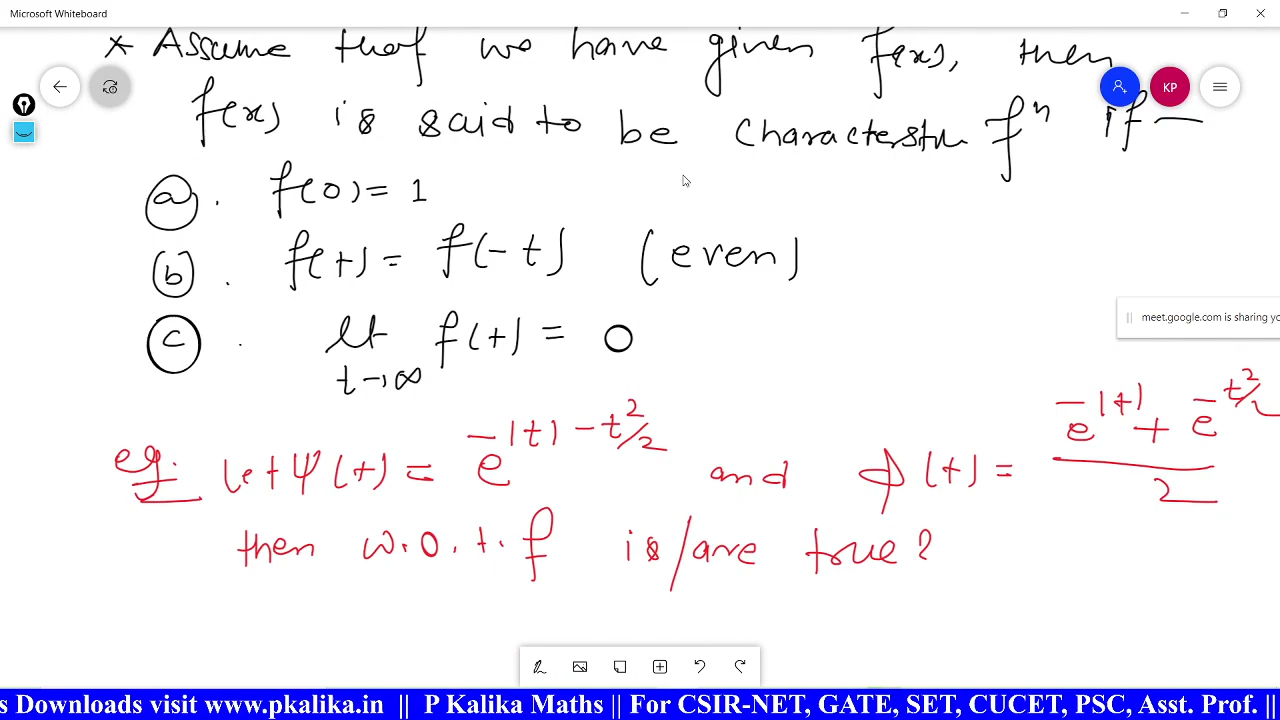 Microsoft Whiteboard
* Assume that we have given f(x), then
f(x) is said to be characterstic fⁿ if —
KP
(a). f(0) = 1
(b). f(t) = f(-t) (even)
meet.google.com is sharing yo
(c). lt f(t) = 0
t→∞
eg. let ψ(t) = e^{-|t| - t²/2} and φ(t) = (e^{-|t|} + e^{-t²/2})/2
then w.o.t.f is/are true?
s Downloads visit www.pkalika.in || P Kalika Maths || For CSIR-NET, GATE, SET, CUCET, PSC, Asst. Prof. ||